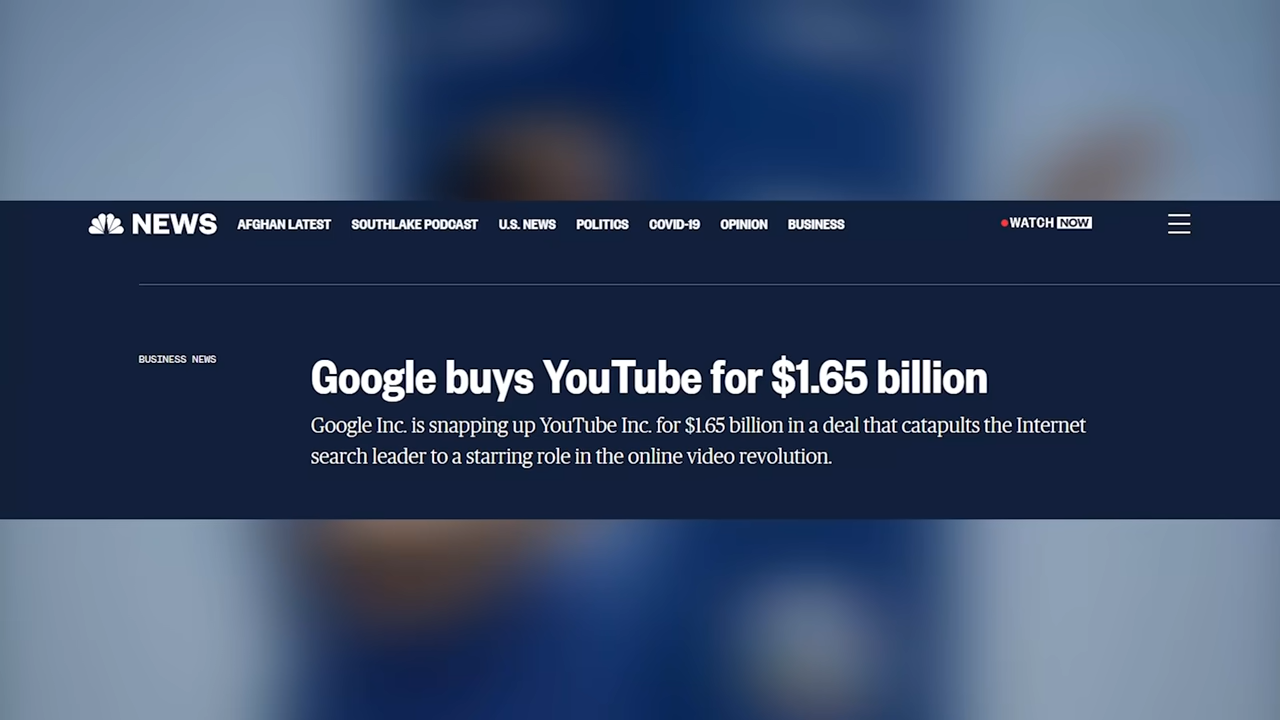 NEWS AFGHAN LATEST SOUTHLAKE PODCAST U.S. NEWS POLITICS COVID-19 OPINION BUSINESS WATCH NOW
BUSINESS NEWS
Google buys YouTube for $1.65 billion
Google Inc. is snapping up YouTube Inc. for $1.65 billion in a deal that catapults the Internet
search leader to a starring role in the online video revolution.